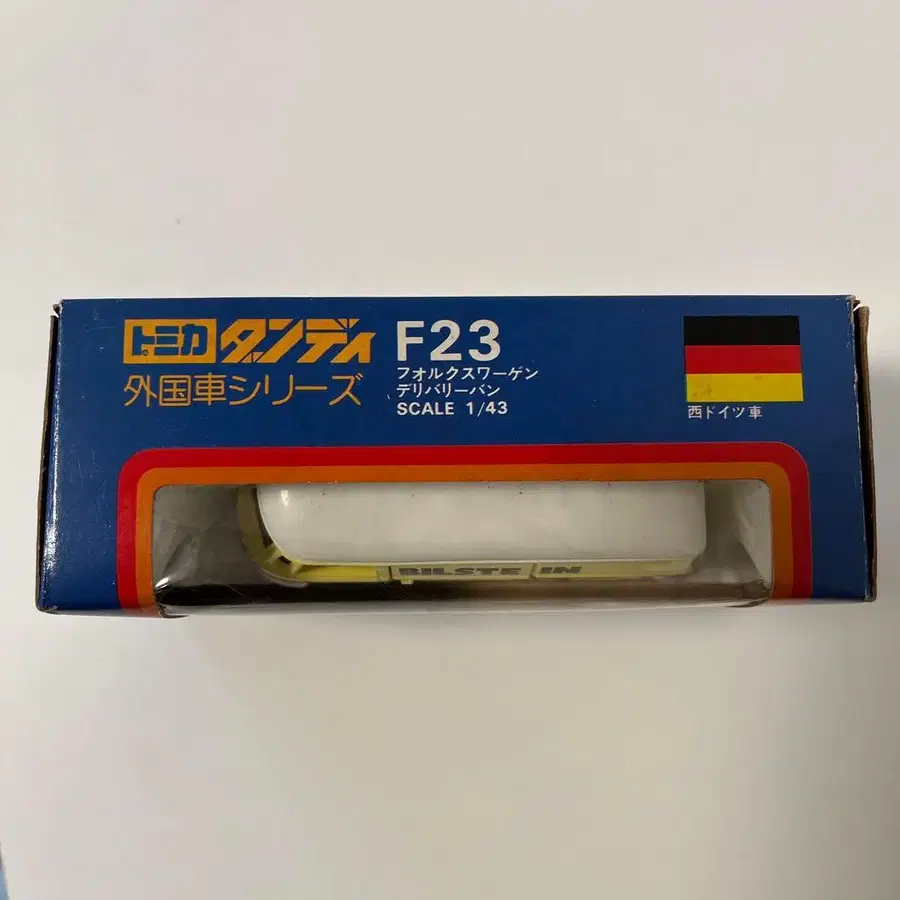 トミカ ダンディ
外国車シリーズ
F23
フォルクスワーゲン
デリバリーバン
SCALE 1/43
西ドイツ車
BILSTEIN